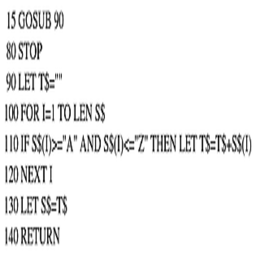 15 GOSUB 90
80 STOP
90 LET T$=""
100 FOR I=1 TO LEN S$
110 IF S$(I)>="A" AND S$(I)<="Z" THEN LET T$=T$+S$(I)
120 NEXT I
130 LET S$=T$
140 RETURN